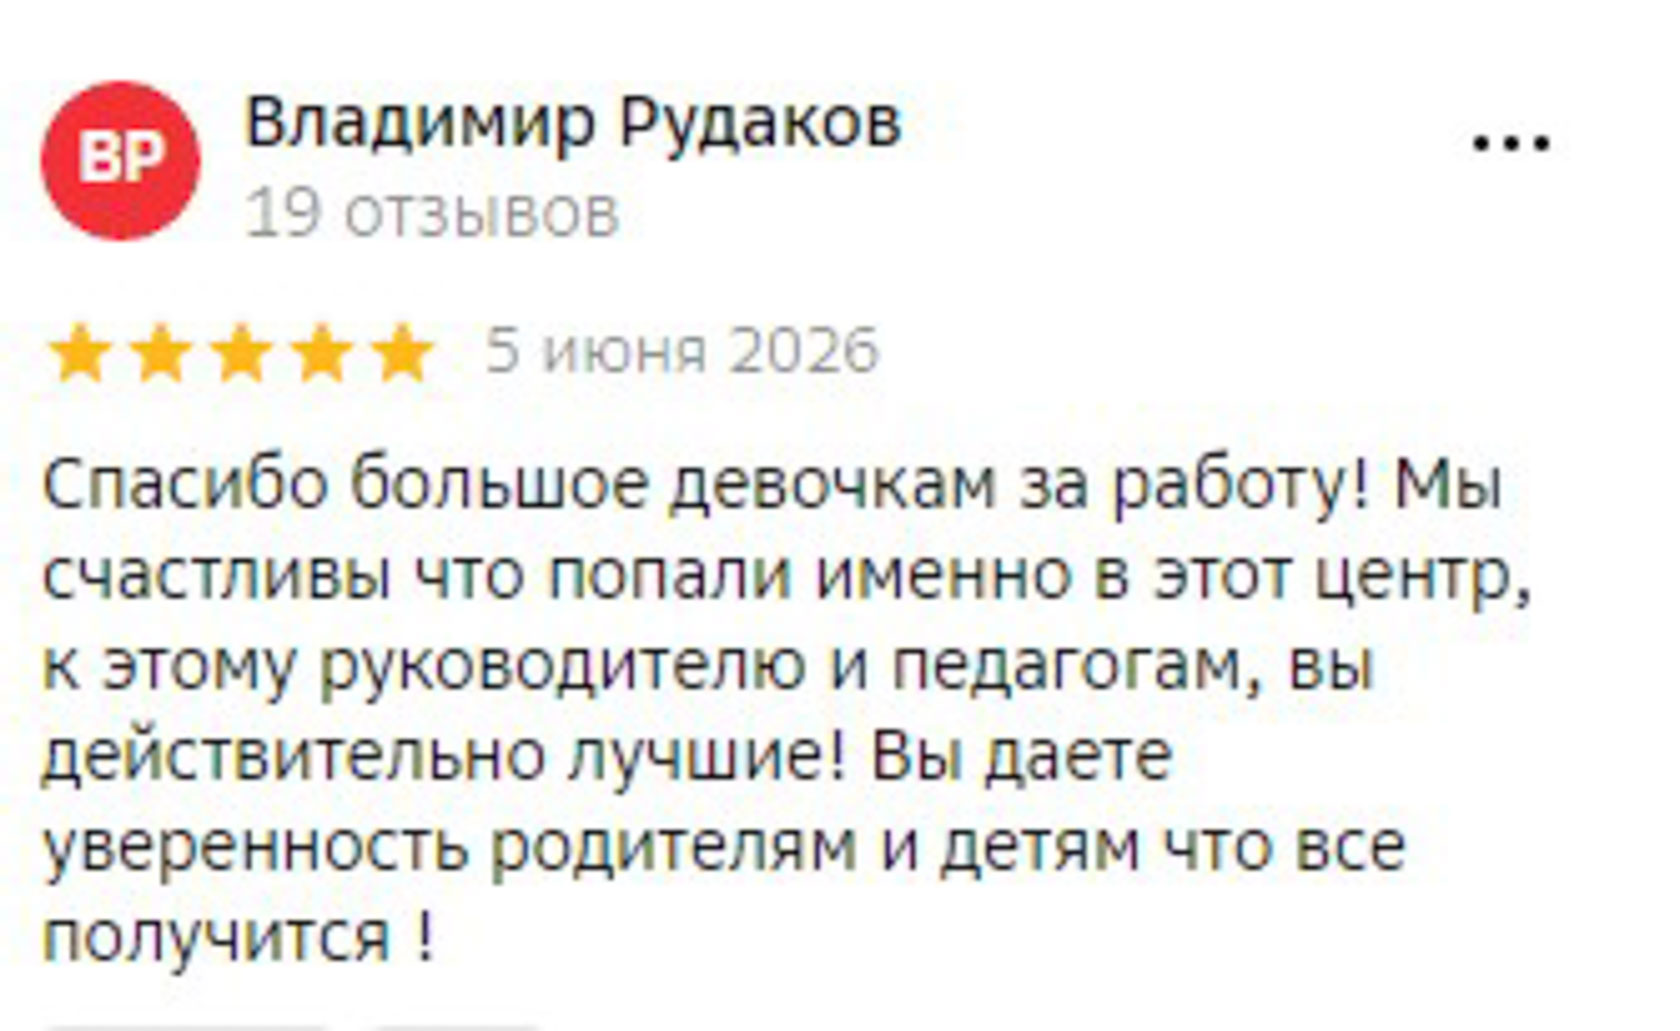 ВР
Владимир Рудаков
...
19 отзывов
5 июня 2026
Спасибо большое девочкам за работу! Мы
счастливы что попали именно в этот центр,
к этому руководителю и педагогам, вы
действительно лучшие! Вы даете
уверенность родителям и детям что все
получится !